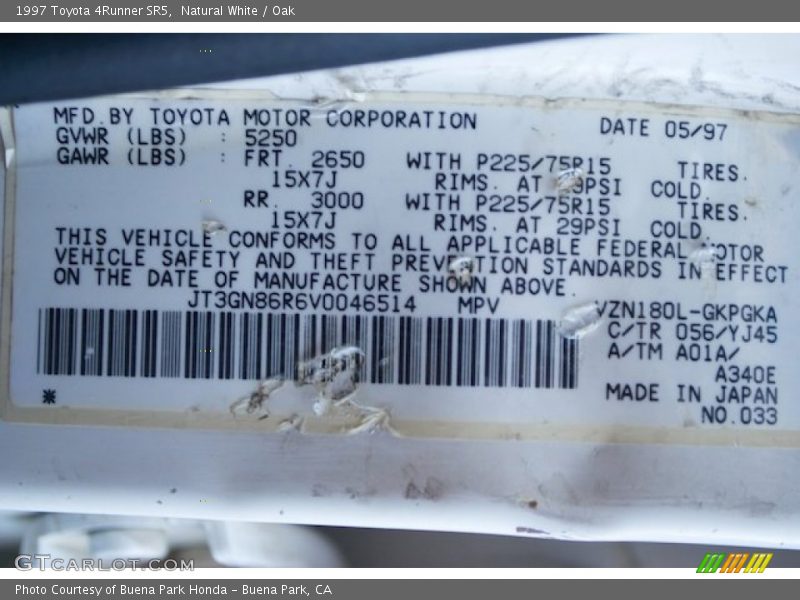 1997 Toyota 4Runner SR5,  Natural White / Oak
MFD.BY TOYOTA MOTOR CORPORATION DATE 05/97
GVWR (LBS) : 5250
GAWR (LBS) : FRT. 2650 WITH P225/75R15 TIRES.
15X7J RIMS. AT PSI COLD.
RR. 3000 WITH P225/75R15 TIRES.
15X7J RIMS. AT 29PSI COLD.
THIS VEHICLE CONFORMS TO ALL APPLICABLE FEDERAL MOTOR
VEHICLE SAFETY AND THEFT PREVENTION STANDARDS IN EFFECT
ON THE DATE OF MANUFACTURE SHOWN ABOVE.
JT3GN86R6V0046514 MPV VZN180L-GKPGKA
C/TR 056/YJ45
A/TM A01A/
A340E
MADE IN JAPAN
* NO.033
GTCarLot.com
Photo Courtesy of Buena Park Honda - Buena Park, CA